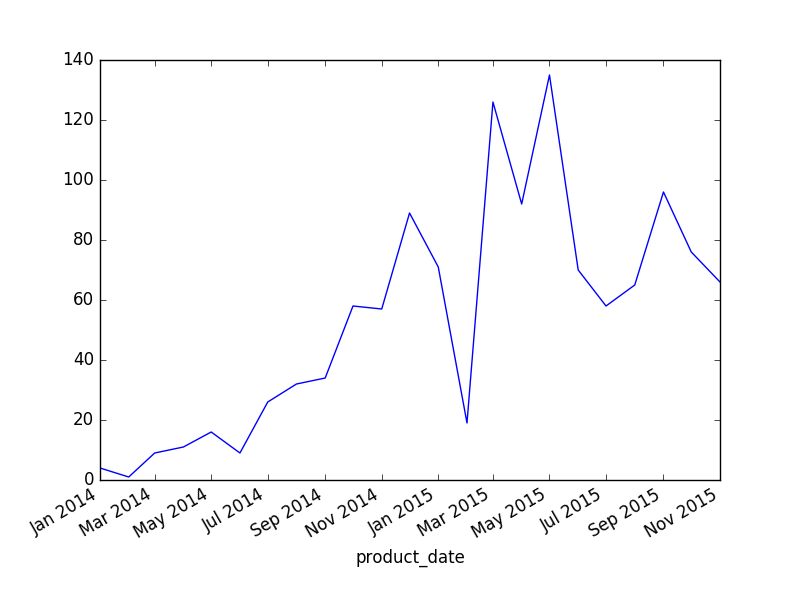 140
120
100
80
60
40
20
0
Jan 2014
Mar 2014
May 2014
Jul 2014
Sep 2014
Nov 2014
Jan 2015
Mar 2015
May 2015
Jul 2015
Sep 2015
Nov 2015
product_date